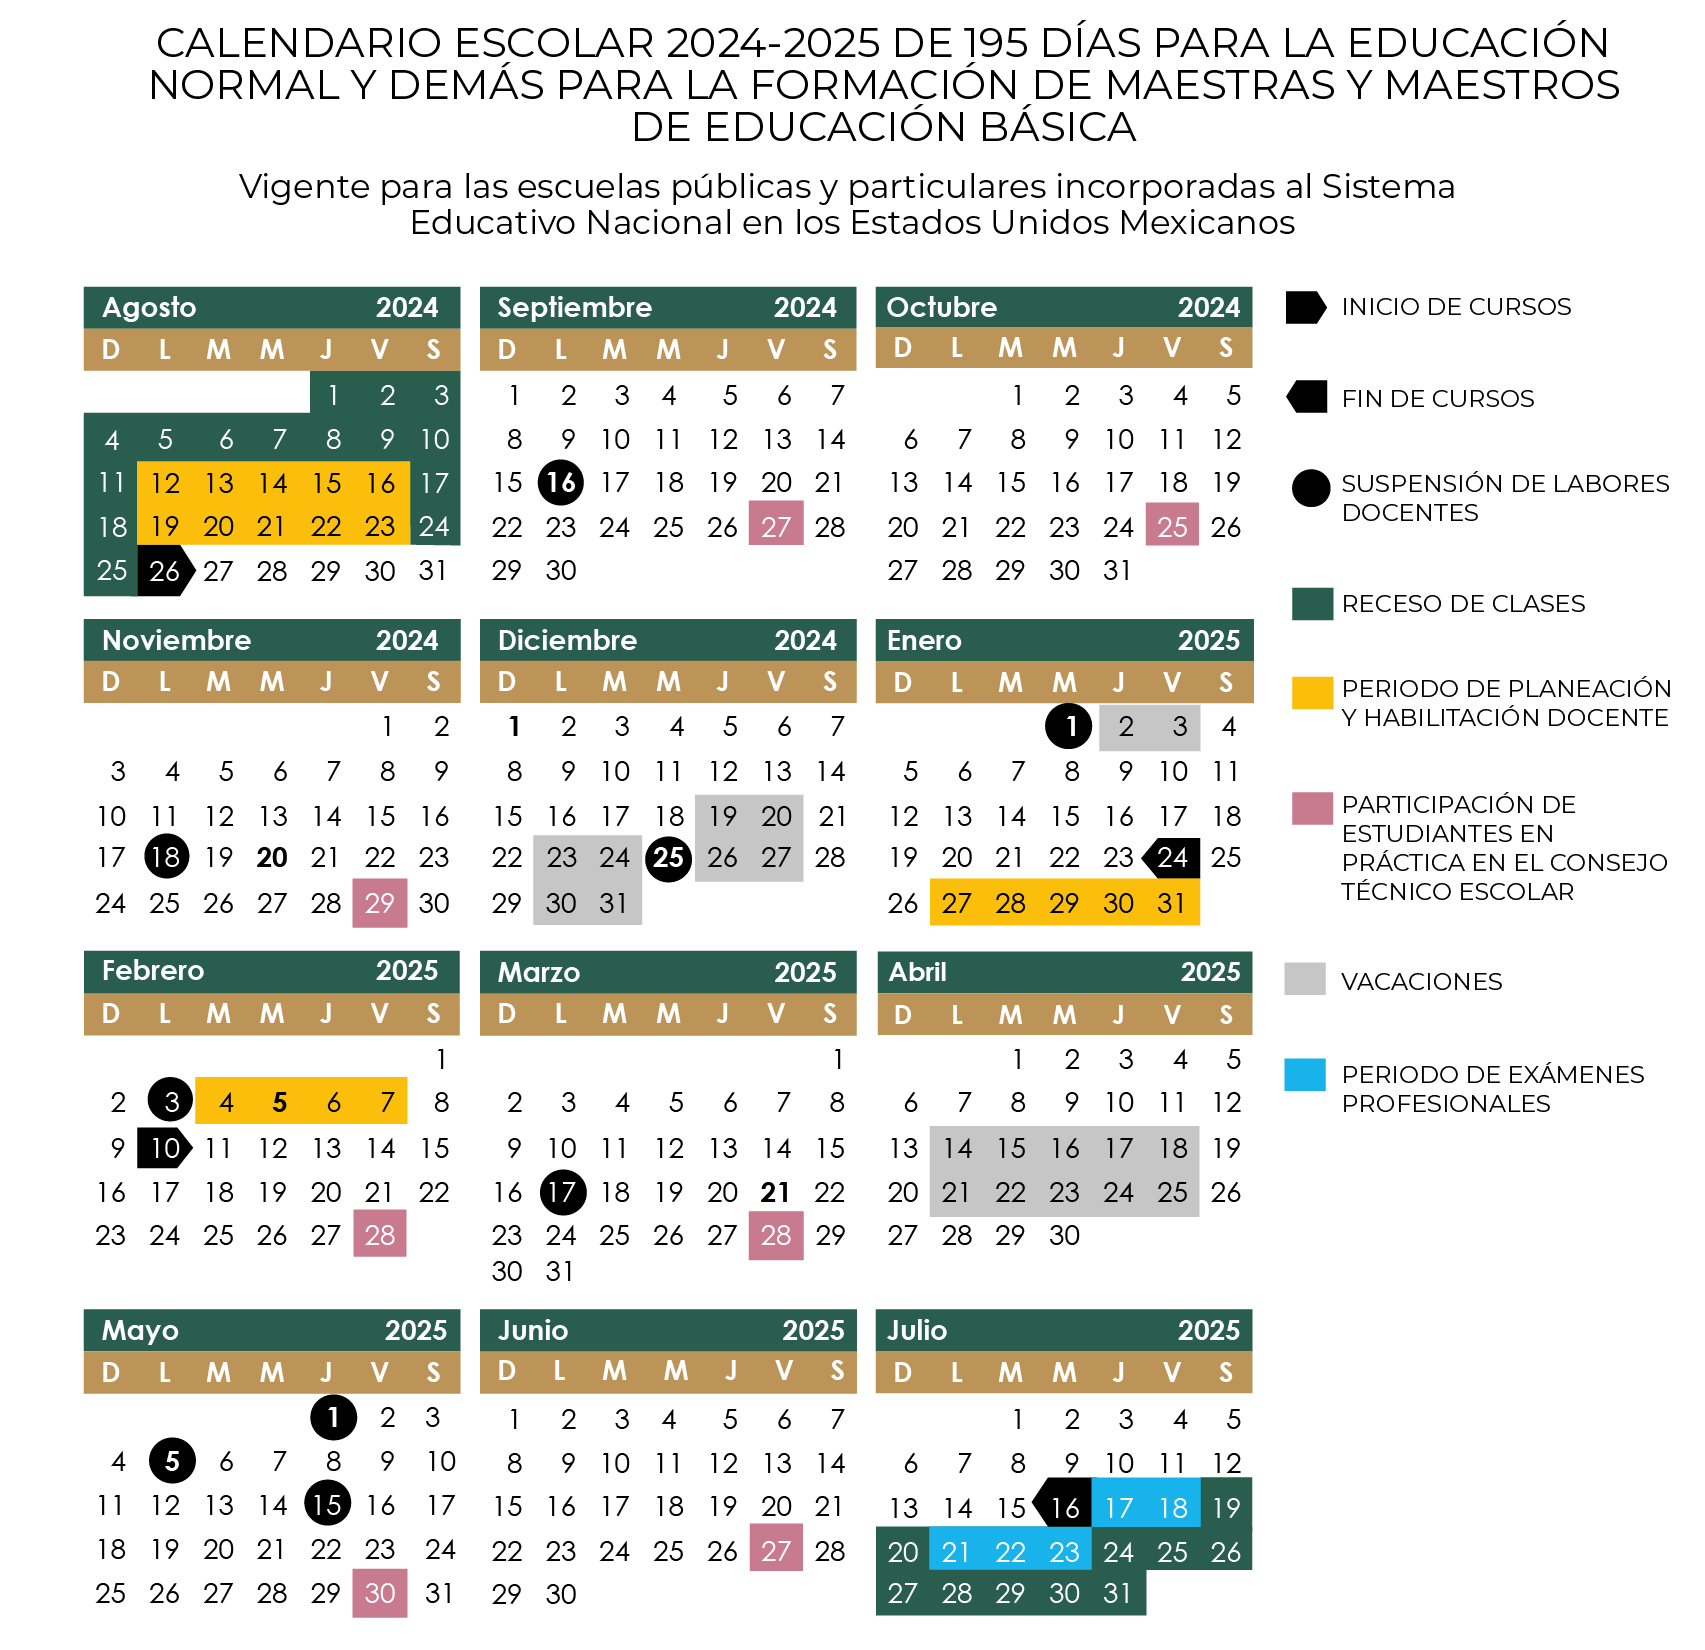 CALENDARIO ESCOLAR 2024-2025 DE 195 DÍAS PARA LA EDUCACIÓN
NORMAL Y DEMÁS PARA LA FORMACIÓN DE MAESTRAS Y MAESTROS
DE EDUCACIÓN BÁSICA
Vigente para las escuelas públicas y particulares incorporadas al Sistema
Educativo Nacional en los Estados Unidos Mexicanos
Agosto 2024
D L M M J V S
1 2 3
4 5 6 7 8 9 10
11 12 13 14 15 16 17
18 19 20 21 22 23 24
25 26 27 28 29 30 31
Septiembre 2024
D L M M J V S
1 2 3 4 5 6 7
8 9 10 11 12 13 14
15 16 17 18 19 20 21
22 23 24 25 26 27 28
29 30
Octubre 2024
D L M M J V S
1 2 3 4 5
6 7 8 9 10 11 12
13 14 15 16 17 18 19
20 21 22 23 24 25 26
27 28 29 30 31
Noviembre 2024
D L M M J V S
1 2
3 4 5 6 7 8 9
10 11 12 13 14 15 16
17 18 19 20 21 22 23
24 25 26 27 28 29 30
Diciembre 2024
D L M M J V S
1 2 3 4 5 6 7
8 9 10 11 12 13 14
15 16 17 18 19 20 21
22 23 24 25 26 27 28
29 30 31
Enero 2025
D L M M J V S
1 2 3 4
5 6 7 8 9 10 11
12 13 14 15 16 17 18
19 20 21 22 23 24 25
26 27 28 29 30 31
Febrero 2025
D L M M J V S
1
2 3 4 5 6 7 8
9 10 11 12 13 14 15
16 17 18 19 20 21 22
23 24 25 26 27 28
Marzo 2025
D L M M J V S
1
2 3 4 5 6 7 8
9 10 11 12 13 14 15
16 17 18 19 20 21 22
23 24 25 26 27 28 29
30 31
Abril 2025
D L M M J V S
1 2 3 4 5
6 7 8 9 10 11 12
13 14 15 16 17 18 19
20 21 22 23 24 25 26
27 28 29 30
Mayo 2025
D L M M J V S
1 2 3
4 5 6 7 8 9 10
11 12 13 14 15 16 17
18 19 20 21 22 23 24
25 26 27 28 29 30 31
Junio 2025
D L M M J V S
1 2 3 4 5 6 7
8 9 10 11 12 13 14
15 16 17 18 19 20 21
22 23 24 25 26 27 28
29 30
Julio 2025
D L M M J V S
1 2 3 4 5
6 7 8 9 10 11 12
13 14 15 16 17 18 19
20 21 22 23 24 25 26
27 28 29 30 31
INICIO DE CURSOS
FIN DE CURSOS
SUSPENSIÓN DE LABORES
DOCENTES
RECESO DE CLASES
PERIODO DE PLANEACIÓN
Y HABILITACIÓN DOCENTE
PARTICIPACIÓN DE
ESTUDIANTES EN
PRÁCTICA EN EL CONSEJO
TÉCNICO ESCOLAR
VACACIONES
PERIODO DE EXÁMENES
PROFESIONALES